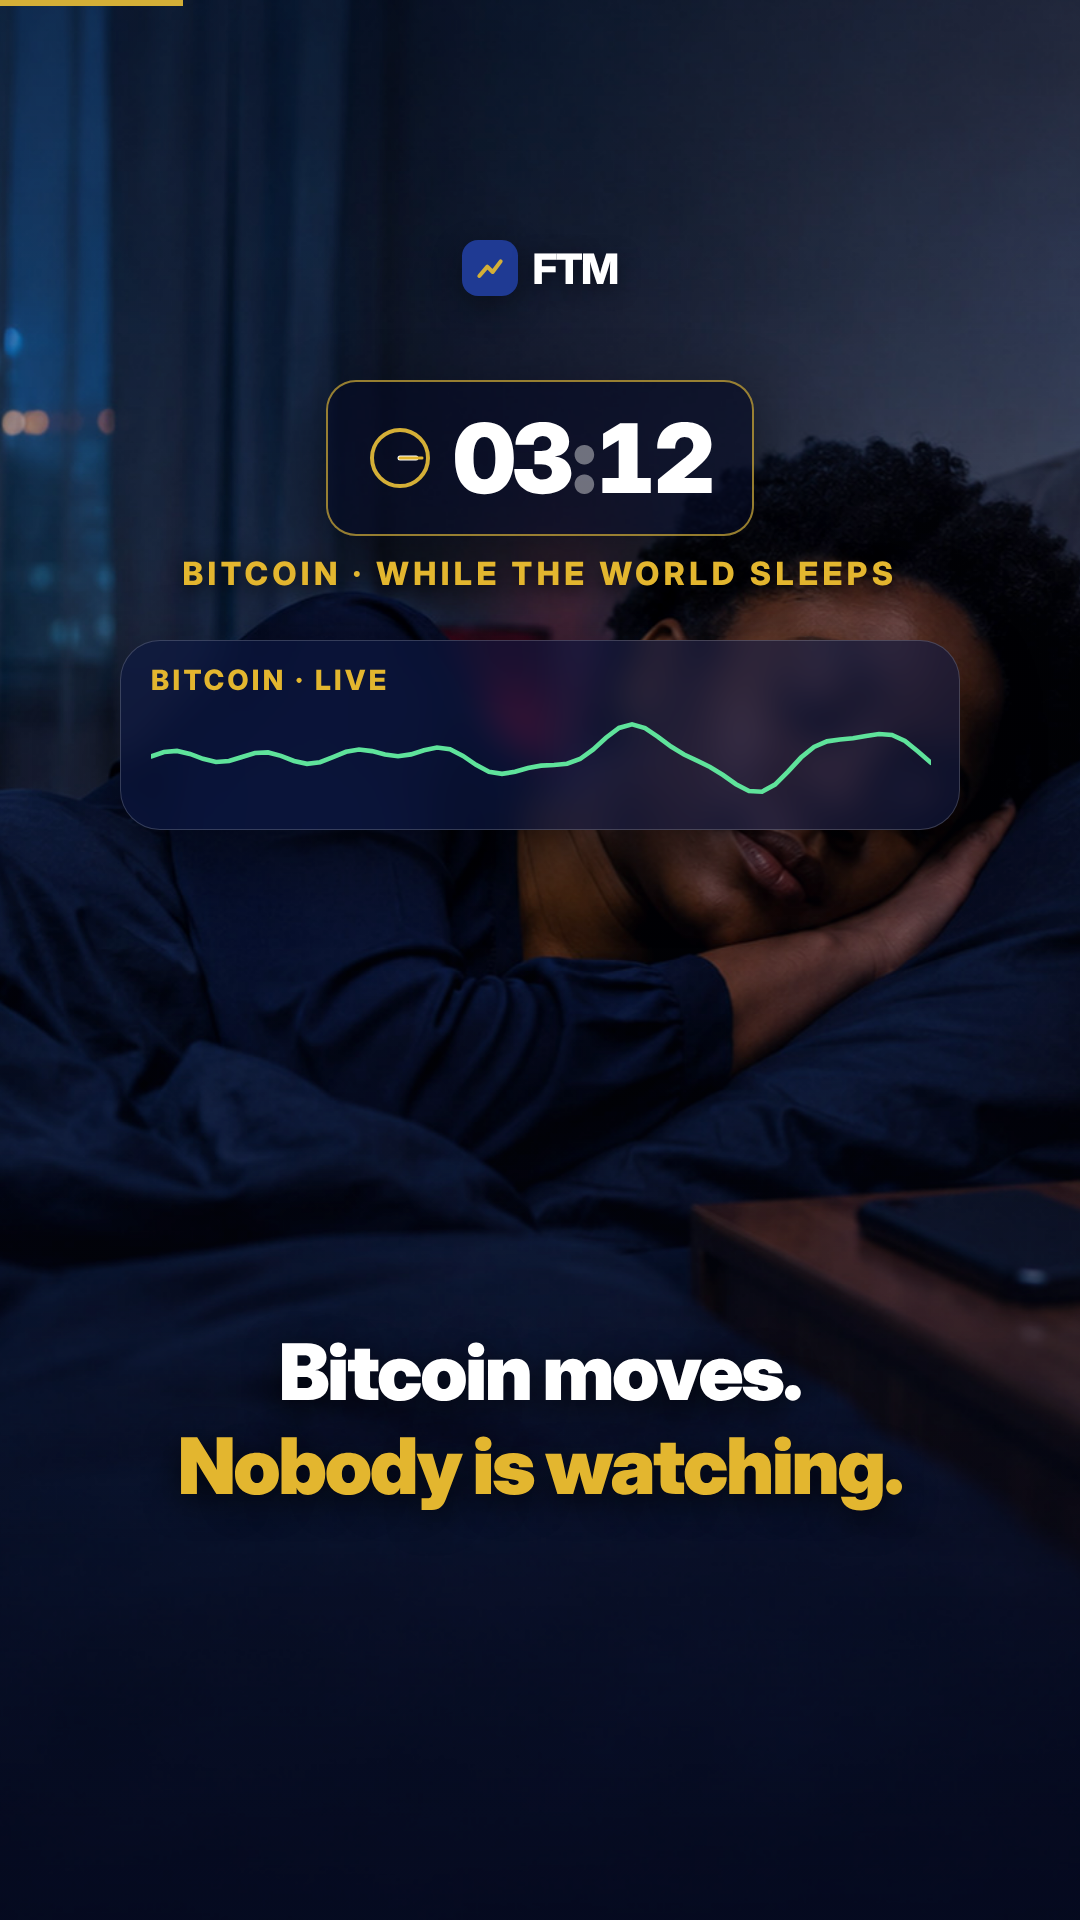 FTM
03:12
BITCOIN · WHILE THE WORLD SLEEPS
BITCOIN · LIVE
Bitcoin moves.
Nobody is watching.